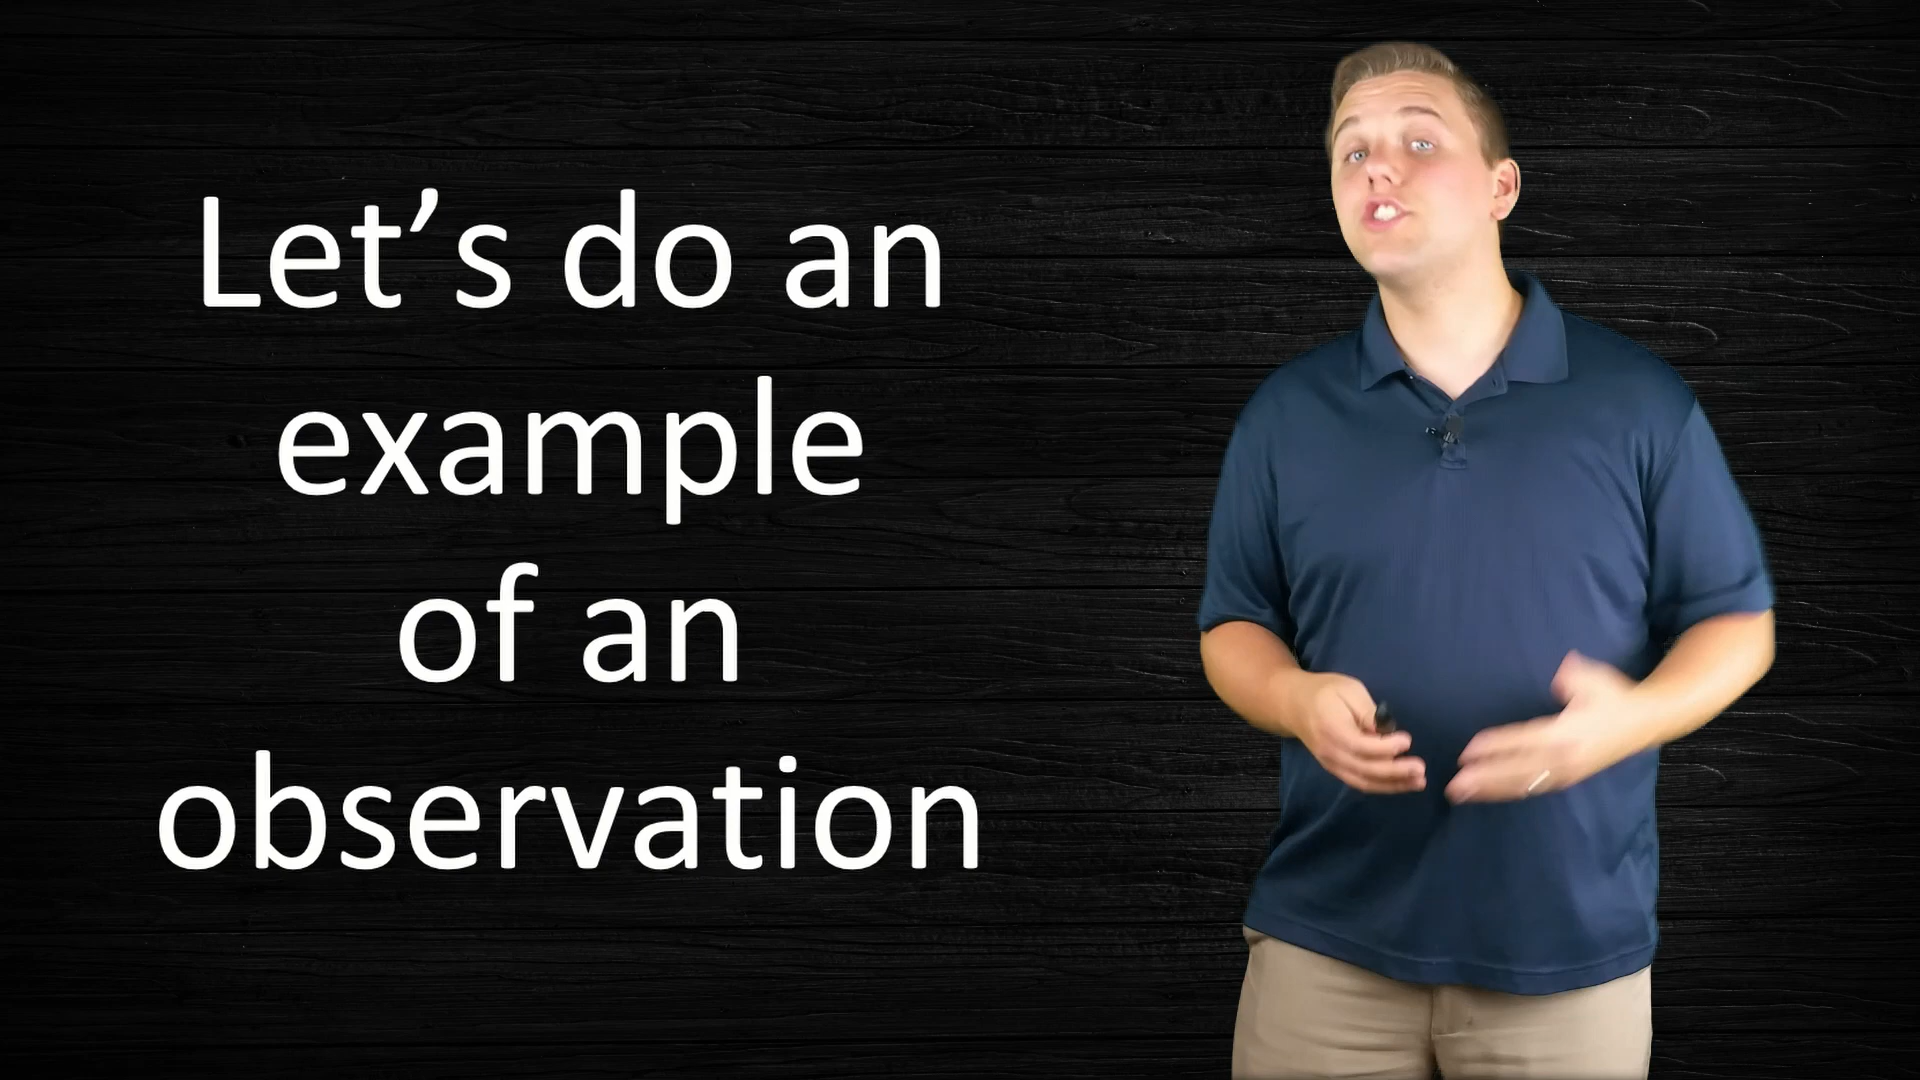 Let’s do an
example
of an
observation